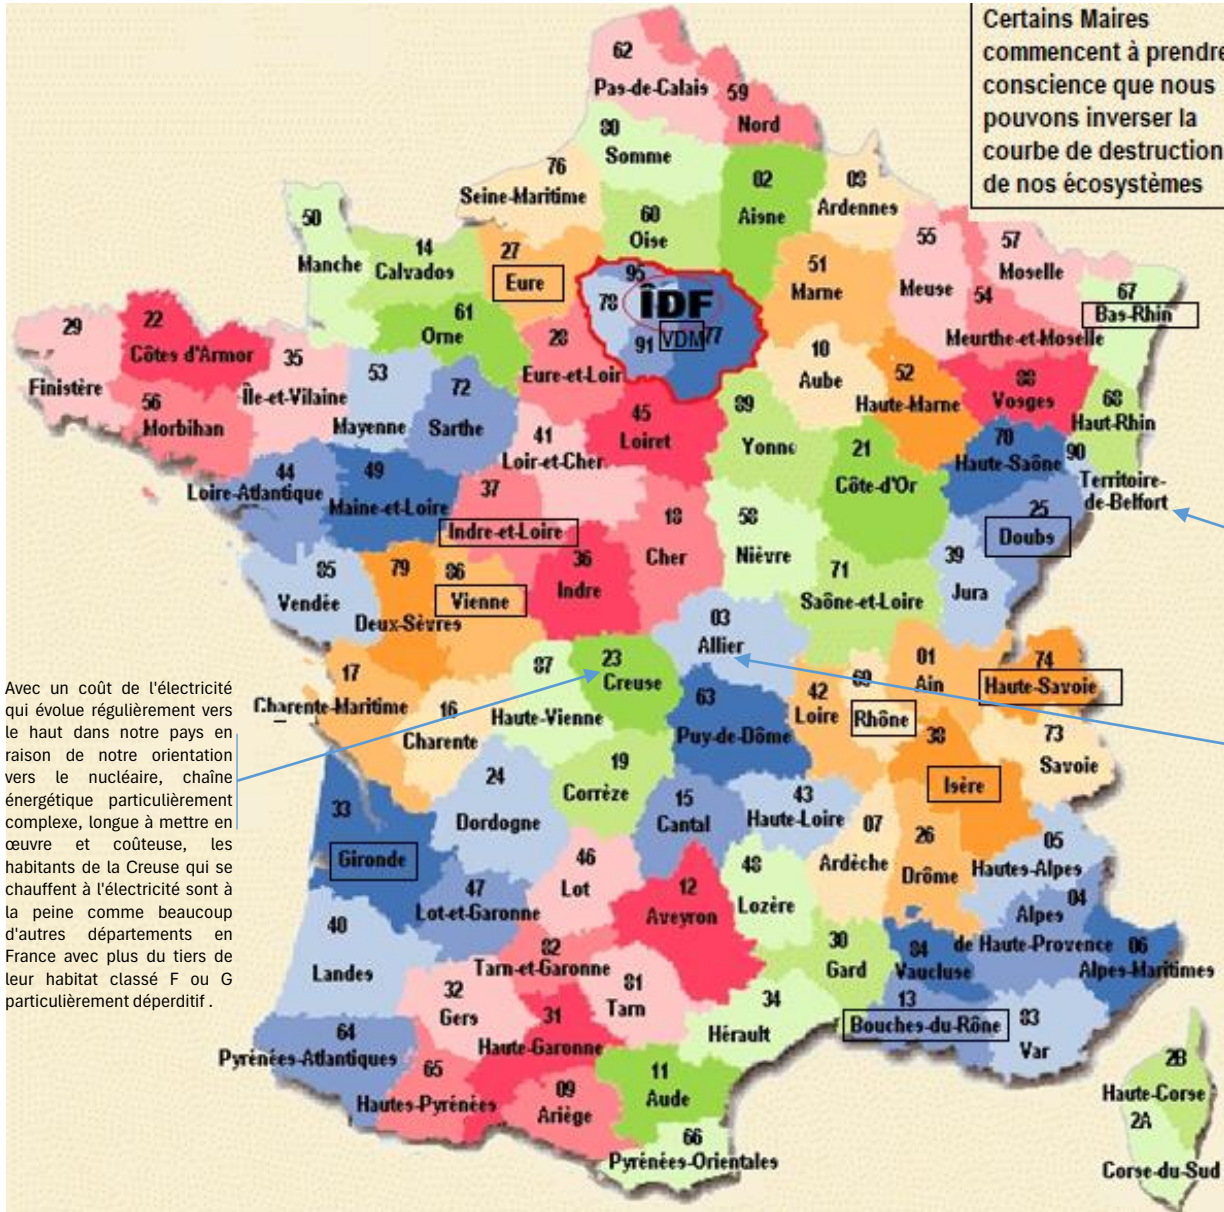 Certains Maires
commencent à prendre
conscience que nous
pouvons inverser la
courbe de destruction
de nos écosystèmes
62
Pas-de-Calais
59
Nord
80
Somme
76
Seine-Maritime
02
Aisne
08
Ardennes
60
Oise
50
Manche
14
Calvados
27
Eure
95
78
IDF
VDM
77
91
51
Marne
55
Meuse
57
Moselle
54
Meurthe-et-Moselle
67
Bas-Rhin
61
Orne
28
Eure-et-Loir
10
Aube
52
Haute-Marne
88
Vosges
68
Haut-Rhin
29
Finistère
22
Côtes d'Armor
35
Île-et-Vilaine
56
Morbihan
53
Mayenne
72
Sarthe
41
Loir-et-Cher
45
Loiret
89
Yonne
21
Côte-d'Or
70
Haute-Saône
90
Territoire-
de-Belfort
44
Loire-Atlantique
49
Maine-et-Loire
37
Indre-et-Loire
18
Cher
58
Nièvre
25
Doubs
39
Jura
85
Vendée
79
Deux-Sèvres
86
Vienne
36
Indre
71
Saône-et-Loire
03
Allier
17
Charente-Maritime
16
Charente
87
Haute-Vienne
23
Creuse
63
Puy-de-Dôme
42
Loire
69
Rhône
01
Ain
74
Haute-Savoie
73
Savoie
38
Isère
Avec un coût de l'électricité
qui évolue régulièrement vers
le haut dans notre pays en
raison de notre orientation
vers le nucléaire, chaîne
énergétique particulièrement
complexe, longue à mettre en
œuvre et coûteuse, les
habitants de la Creuse qui se
chauffent à l'électricité sont à
la peine comme beaucoup
d'autres départements en
France avec plus du tiers de
leur habitat classé F ou G
particulièrement déperditif .
33
Gironde
24
Dordogne
19
Corrèze
15
Cantal
43
Haute-Loire
07
Ardèche
26
Drôme
05
Hautes-Alpes
40
Landes
47
Lot-et-Garonne
46
Lot
12
Aveyron
48
Lozère
30
Gard
84
Vaucluse
04
Alpes
de Haute-Provence
06
Alpes-Maritimes
82
Tarn-et-Garonne
32
Gers
31
Haute-Garonne
81
Tarn
34
Hérault
13
Bouches-du-Rône
83
Var
64
Pyrénées-Atlantiques
65
Hautes-Pyrénées
09
Ariège
11
Aude
66
Pyrénées-Orientales
2B
Haute-Corse
2A
Corse-du-Sud